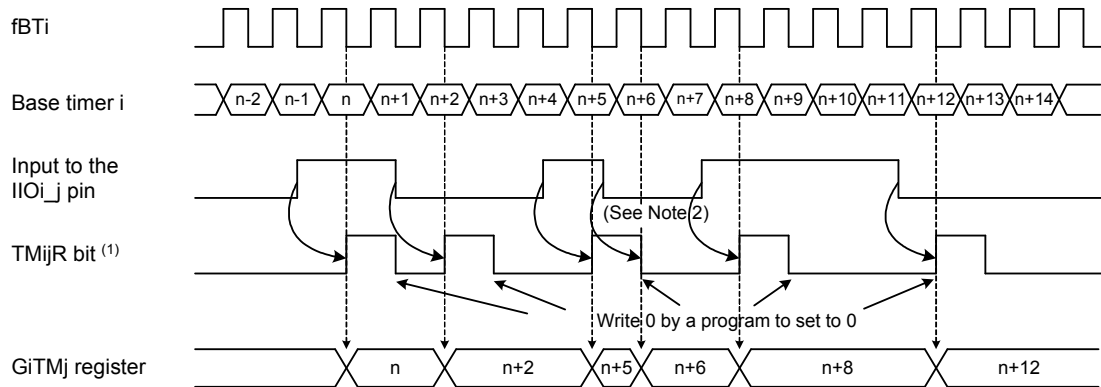 fBTi
Base timer i
n-2 n-1 n n+1 n+2 n+3 n+4 n+5 n+6 n+7 n+8 n+9 n+10 n+11 n+12 n+13 n+14
Input to the
IIOi_j pin
(See Note 2)
TMijR bit (1)
Write 0 by a program to set to 0
GiTMj register
n n+2 n+5 n+6 n+8 n+12